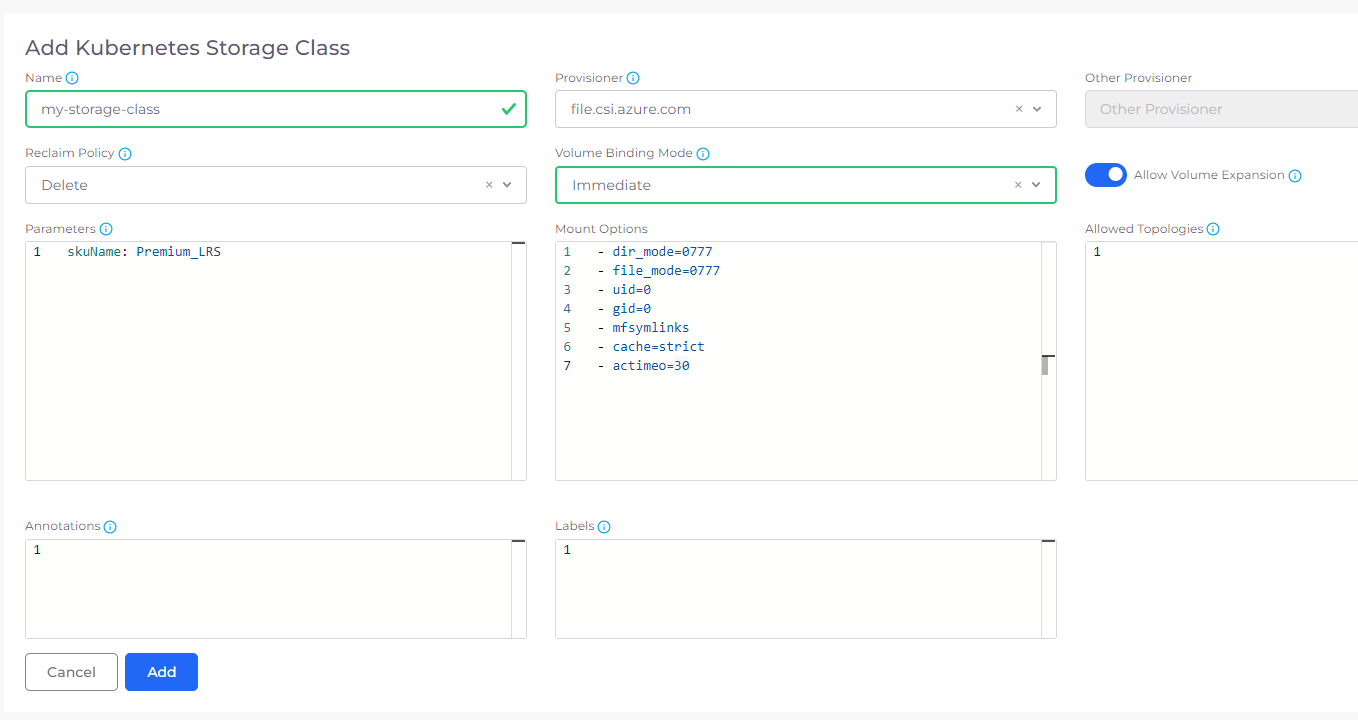 Add Kubernetes Storage Class
Name Provisioner Other Provisioner
my-storage-class file.csi.azure.com Other Provisioner
Reclaim Policy Volume Binding Mode
Delete Immediate Allow Volume Expansion
Parameters Mount Options Allowed Topologies
1 skuName: Premium_LRS
1 - dir_mode=0777
2 - file_mode=0777
3 - uid=0
4 - gid=0
5 - mfsymlinks
6 - cache=strict
7 - actimeo=30
1
Annotations Labels
1 1
Cancel Add